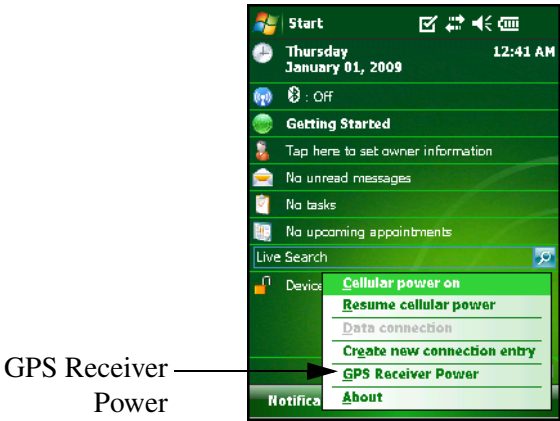 Start
Thursday 12:41 AM
January 01, 2009
: Off
Getting Started
Tap here to set owner information
No unread messages
No tasks
No upcoming appointments
Live Search
Device
Cellular power on
Resume cellular power
Data connection
Create new connection entry
GPS Receiver Power
About
Notifica
GPS Receiver
Power